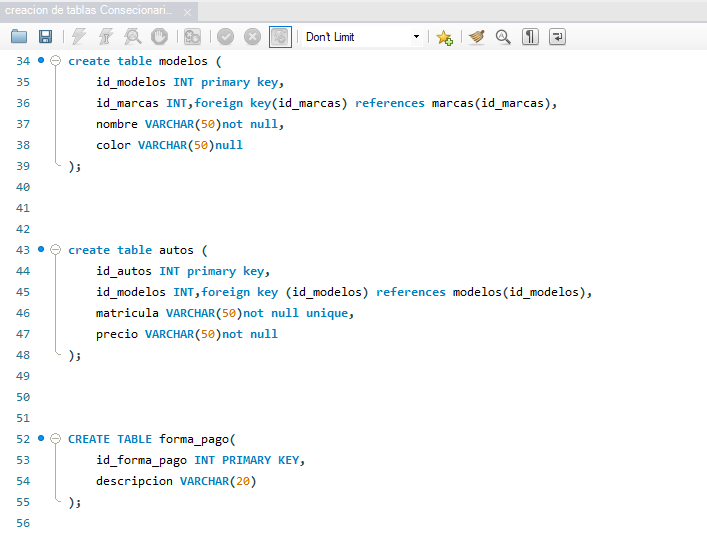 creacion de tablas Consecionari...
Don't Limit
34 create table modelos (
35 id_modelos INT primary key,
36 id_marcas INT,foreign key(id_marcas) references marcas(id_marcas),
37 nombre VARCHAR(50)not null,
38 color VARCHAR(50)null
39 );
40
41
42
43 create table autos (
44 id_autos INT primary key,
45 id_modelos INT,foreign key (id_modelos) references modelos(id_modelos),
46 matricula VARCHAR(50)not null unique,
47 precio VARCHAR(50)not null
48 );
49
50
51
52 CREATE TABLE forma_pago(
53 id_forma_pago INT PRIMARY KEY,
54 descripcion VARCHAR(20)
55 );
56